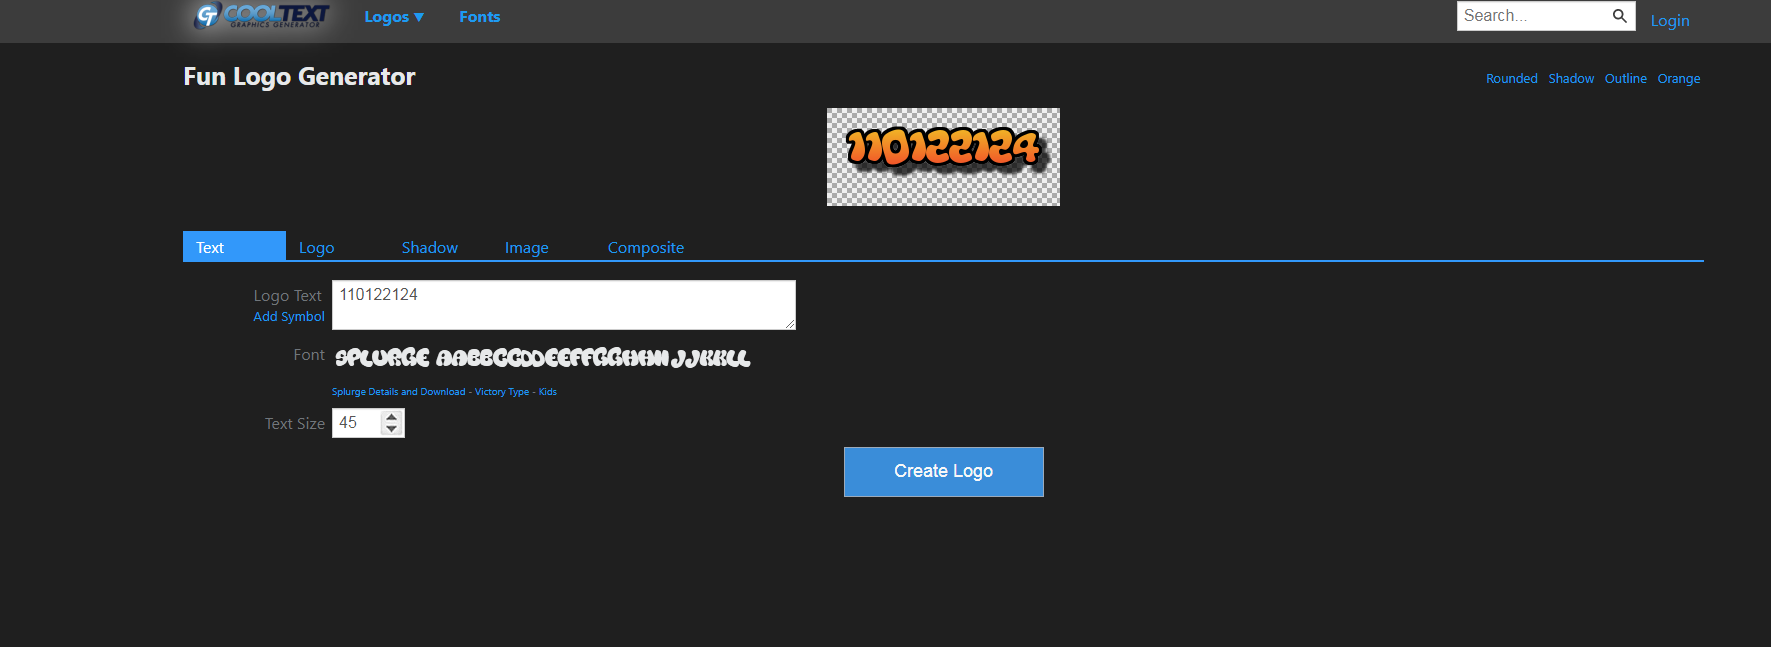 COOLTEXT
GRAPHICS GENERATOR
Logos ▼ Fonts
Search...
Login
Fun Logo Generator
Rounded Shadow Outline Orange
110122124
Text Logo Shadow Image Composite
Logo Text 110122124
Add Symbol
Font SPLURGE AABBCCDDEEFFGGHHII JJKKLL
Splurge Details and Download - Victory Type - Kids
Text Size 45
Create Logo